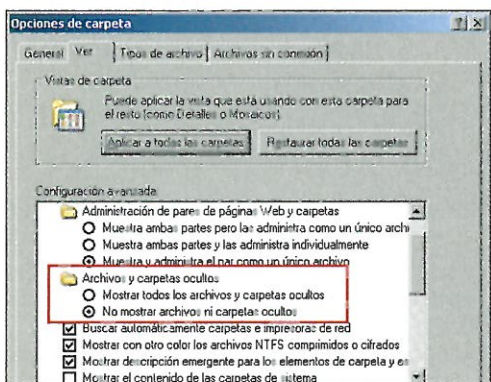 Opciones de carpeta
General Ver Tipos de archivo Archivos sin conexión
Vistas de carpeta
Puede aplicar la vista que está usando con esta carpeta para
el resto (como Detalles o Mosaicos).
Aplicar a todas las carpetas Restaurar todas las carpetas
Configuración avanzada:
Administración de pares de páginas Web y carpetas
Muestra ambas partes pero las administra como un único archi
Muestra ambas partes y las administra individualmente
Muestra y administra el par como un único archivo
Archivos y carpetas ocultos
Mostrar todos los archivos y carpetas ocultos
No mostrar archivos ni carpetas ocultos
Buscar automáticamente carpetas e impresoras de red
Mostrar con otro color los archivos NTFS comprimidos o cifrados
Mostrar descripción emergente para los elementos de carpeta y es
Mostrar el contenido de las carpetas de sistema